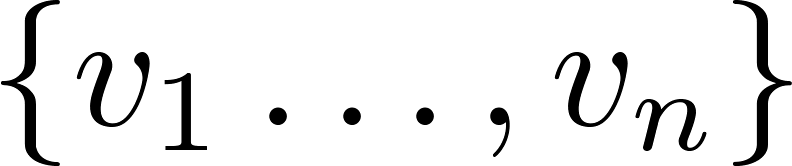 {v₁ . . . , vₙ}